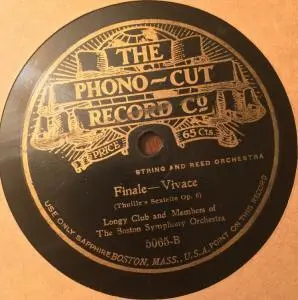 THE
PHONO-CUT
RECORD Co
PRICE 65 Cts.
STRING AND REED ORCHESTRA
Finale—Vivace
(Thuille's Sextette Op. 6)
Longy Club and Members of
The Boston Symphony Orchestra
5063-B
USE ONLY SAPPHIRE POINT ON THIS RECORD
BOSTON, MASS., U.S.A.